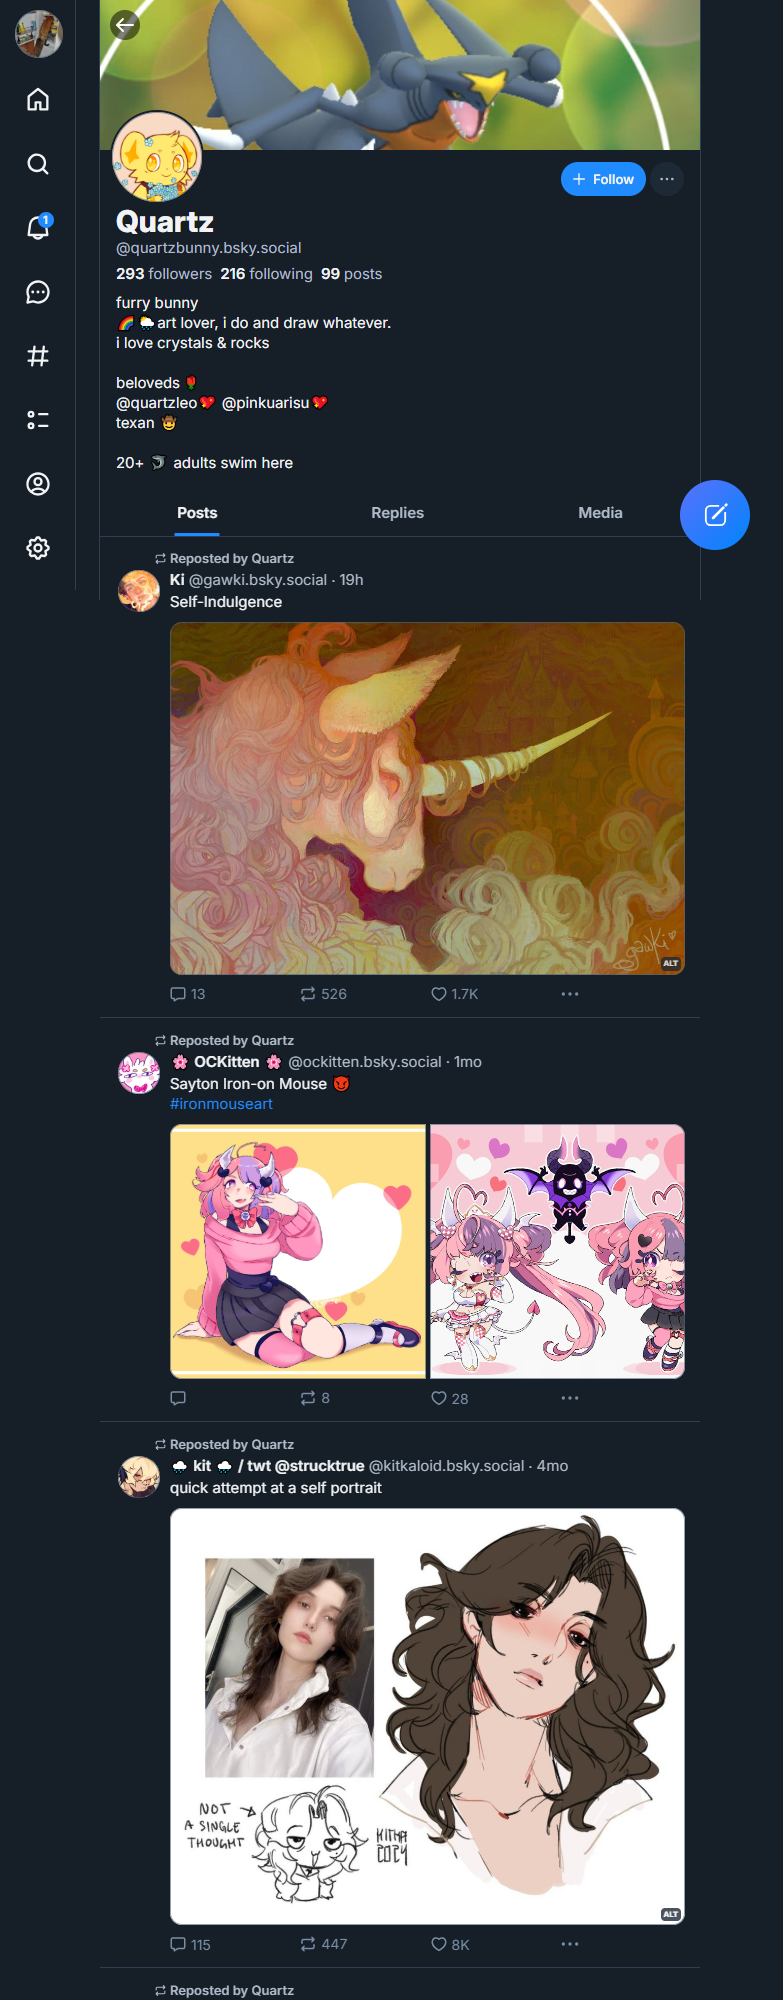 1
+ Follow
Quartz
@quartzbunny.bsky.social
293 followers 216 following 99 posts
furry bunny
🌈 🌧️ art lover, i do and draw whatever.
i love crystals & rocks
beloveds 🌹
@quartzleo💖 @pinkuarisu💖
texan 🤠
20+ 🦈 adults swim here
Posts Replies Media
Reposted by Quartz
Ki @gawki.bsky.social · 19h
Self-Indulgence
gawki
ALT
13 526 1.7K
Reposted by Quartz
🌸 OCKitten 🌸 @ockitten.bsky.social · 1mo
Sayton Iron-on Mouse 😈
#ironmouseart
8 28
Reposted by Quartz
🌧️ kit 🌧️ / twt @strucktrue @kitkaloid.bsky.social · 4mo
quick attempt at a self portrait
NOT
A SINGLE
THOUGHT
KITKA
2024
ALT
115 447 8K
Reposted by Quartz